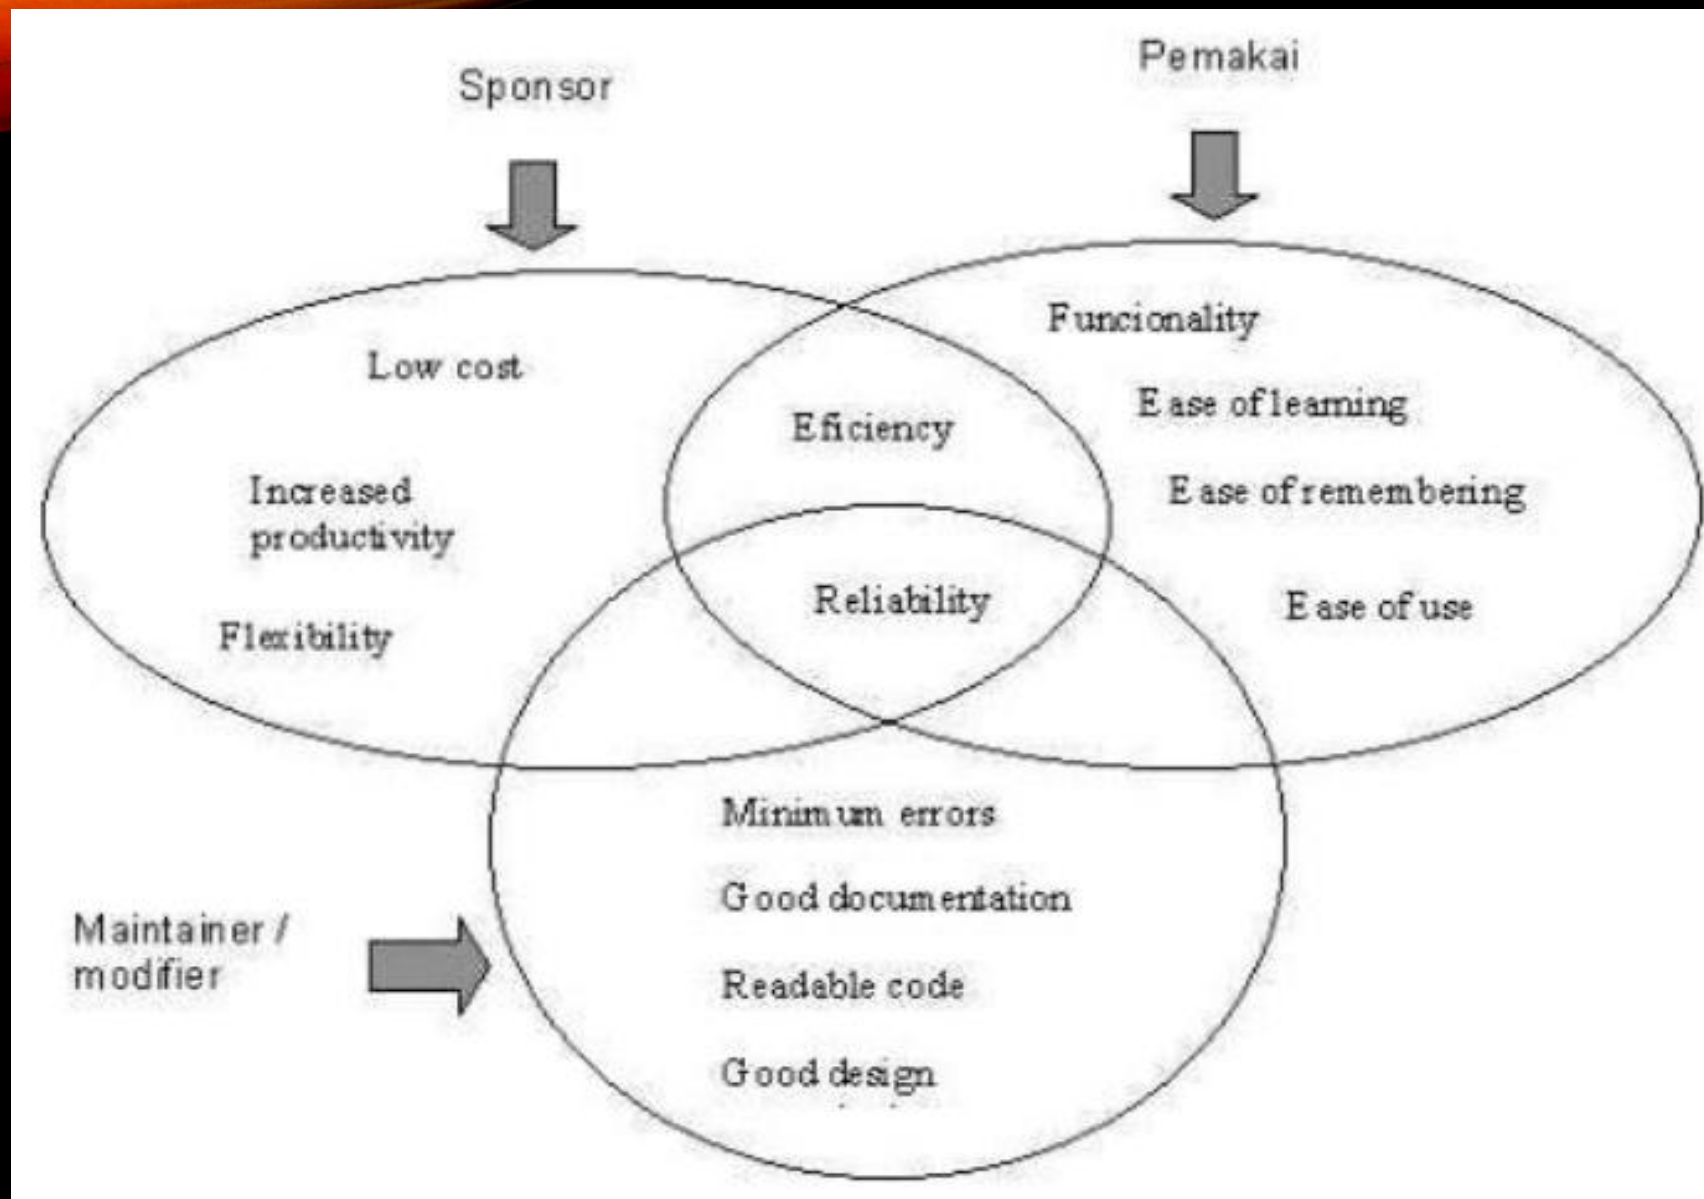 Sponsor
Pemakai
Low cost
Increased
productivity
Flexibility
Eficiency
Reliability
Funcionality
Ease of learning
Ease of remembering
Ease of use
Maintainer /
modifier
Minimum errors
Good documentation
Readable code
Good design